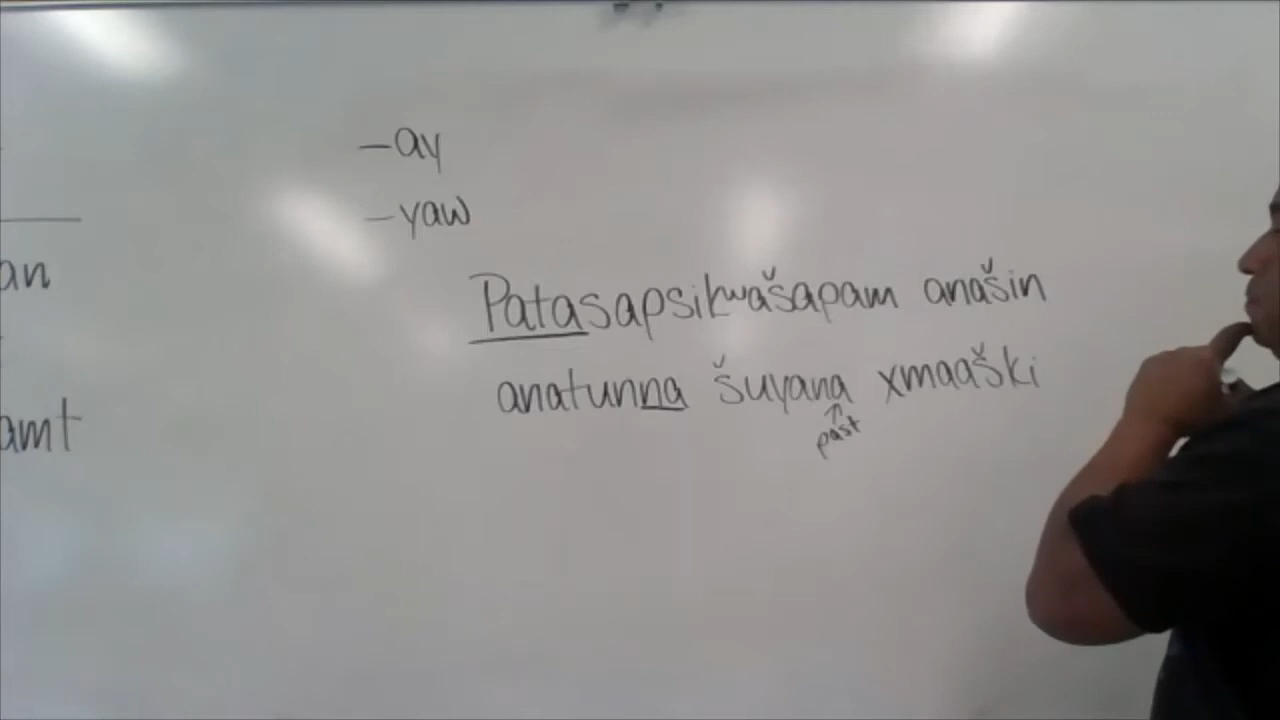 -ay
-yaw
an
amt
Patasapsikwašapam anašin
anatunna šuyana xmaaški
past